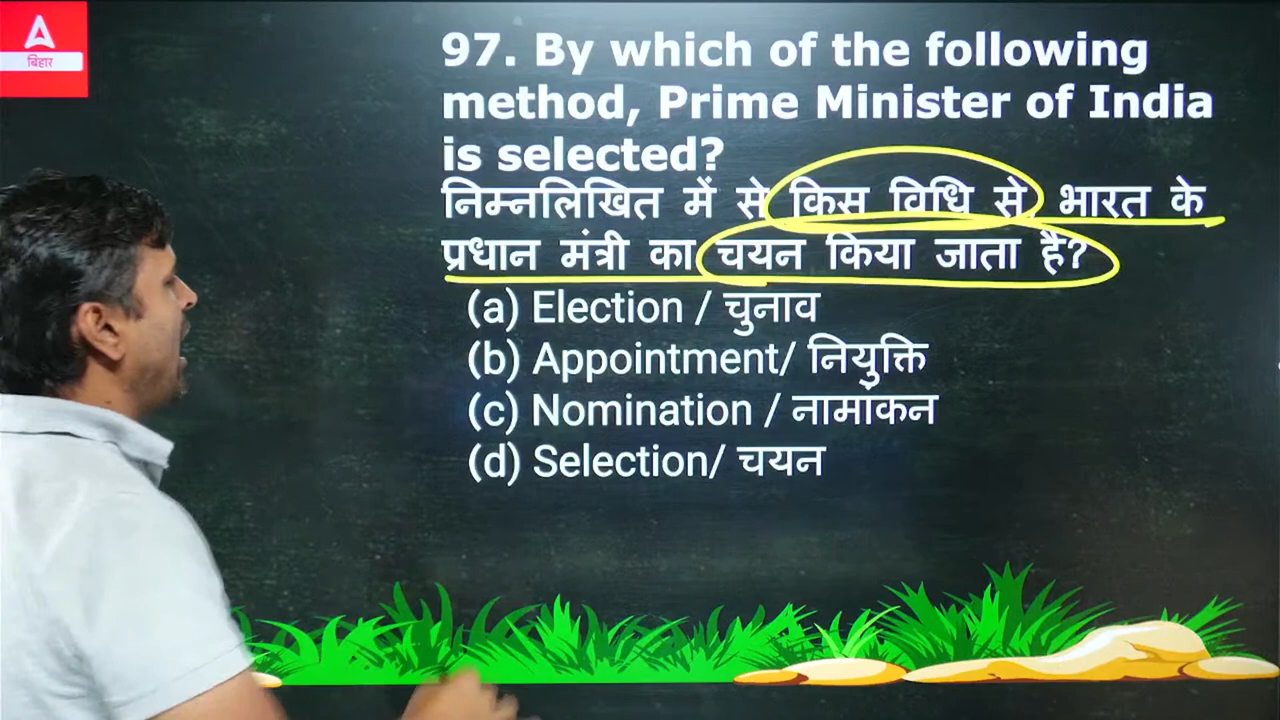 बिहार
97. By which of the following
method, Prime Minister of India
is selected?
निम्नलिखित में से किस विधि से भारत के
प्रधान मंत्री का चयन किया जाता है?
(a) Election / चुनाव
(b) Appointment/ नियुक्ति
(c) Nomination / नामांकन
(d) Selection/ चयन